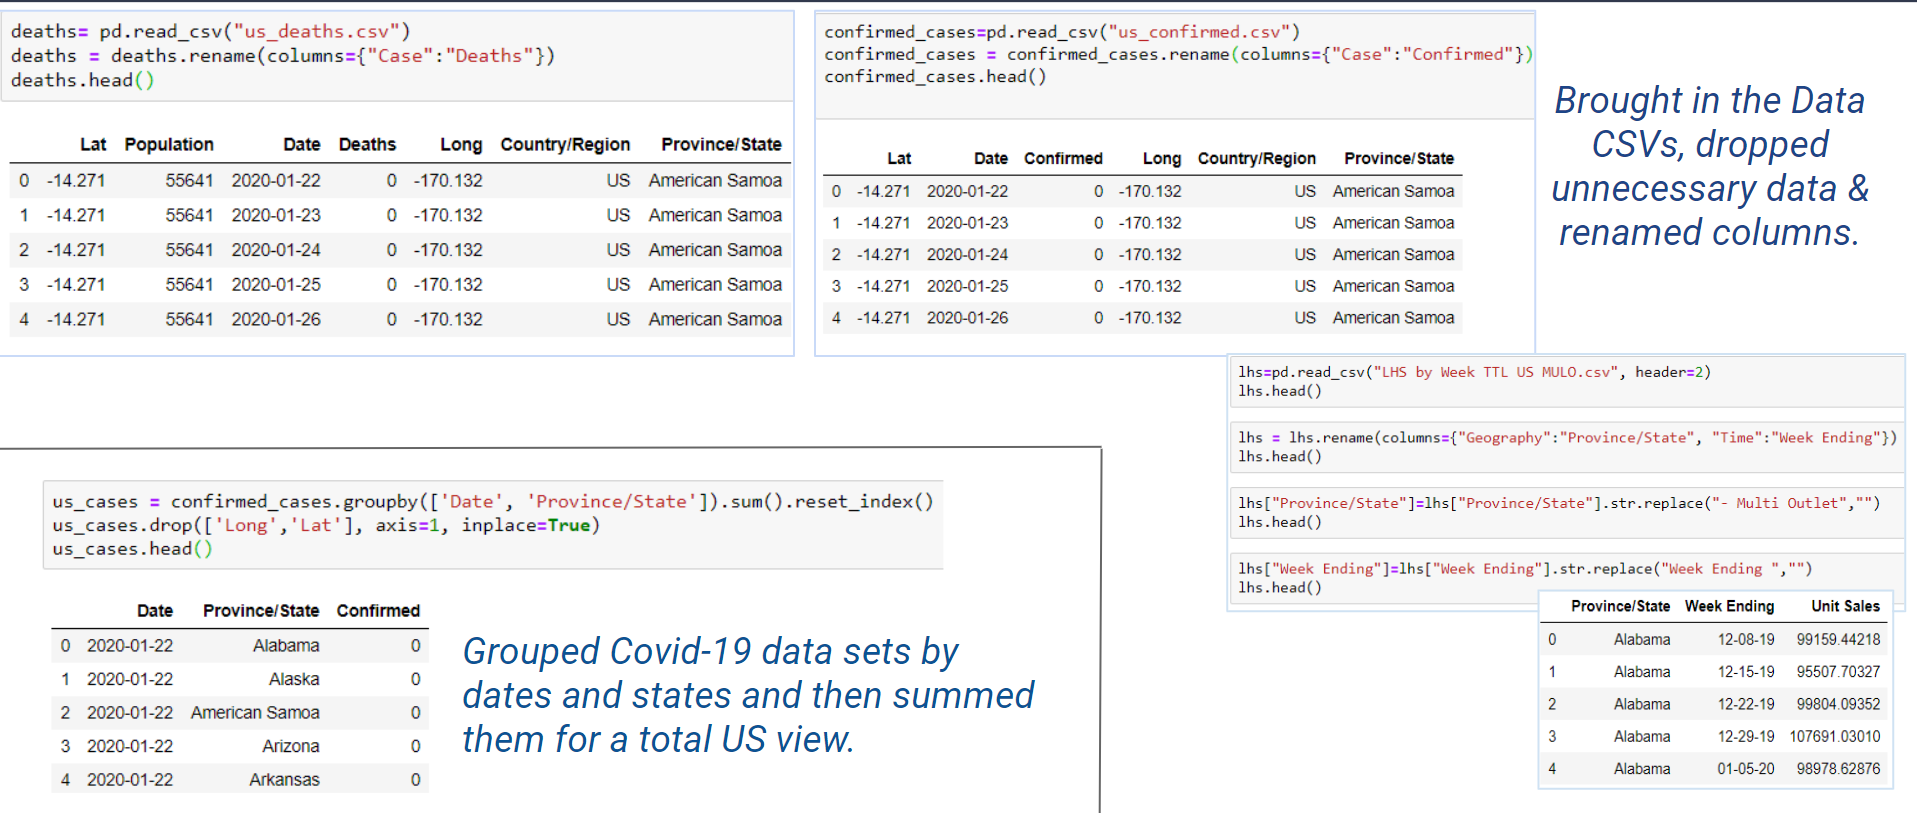 deaths= pd.read_csv("us_deaths.csv")
deaths = deaths.rename(columns={"Case":"Deaths"})
deaths.head()
Lat Population Date Deaths Long Country/Region Province/State
0 -14.271 55641 2020-01-22 0 -170.132 US American Samoa
1 -14.271 55641 2020-01-23 0 -170.132 US American Samoa
2 -14.271 55641 2020-01-24 0 -170.132 US American Samoa
3 -14.271 55641 2020-01-25 0 -170.132 US American Samoa
4 -14.271 55641 2020-01-26 0 -170.132 US American Samoa
confirmed_cases=pd.read_csv("us_confirmed.csv")
confirmed_cases = confirmed_cases.rename(columns={"Case":"Confirmed"})
confirmed_cases.head()
Lat Date Confirmed Long Country/Region Province/State
0 -14.271 2020-01-22 0 -170.132 US American Samoa
1 -14.271 2020-01-23 0 -170.132 US American Samoa
2 -14.271 2020-01-24 0 -170.132 US American Samoa
3 -14.271 2020-01-25 0 -170.132 US American Samoa
4 -14.271 2020-01-26 0 -170.132 US American Samoa
Brought in the Data
CSVs, dropped
unnecessary data &
renamed columns.
lhs=pd.read_csv("LHS by Week TTL US MULO.csv", header=2)
lhs.head()
lhs = lhs.rename(columns={"Geography":"Province/State", "Time":"Week Ending"})
lhs.head()
lhs["Province/State"]=lhs["Province/State"].str.replace("- Multi Outlet","")
lhs.head()
lhs["Week Ending"]=lhs["Week Ending"].str.replace("Week Ending ","")
lhs.head()
Province/State Week Ending Unit Sales
0 Alabama 12-08-19 99159.44218
1 Alabama 12-15-19 95507.70327
2 Alabama 12-22-19 99804.09352
3 Alabama 12-29-19 107691.03010
4 Alabama 01-05-20 98978.62876
us_cases = confirmed_cases.groupby(['Date', 'Province/State']).sum().reset_index()
us_cases.drop(['Long','Lat'], axis=1, inplace=True)
us_cases.head()
Date Province/State Confirmed
0 2020-01-22 Alabama 0
1 2020-01-22 Alaska 0
2 2020-01-22 American Samoa 0
3 2020-01-22 Arizona 0
4 2020-01-22 Arkansas 0
Grouped Covid-19 data sets by
dates and states and then summed
them for a total US view.